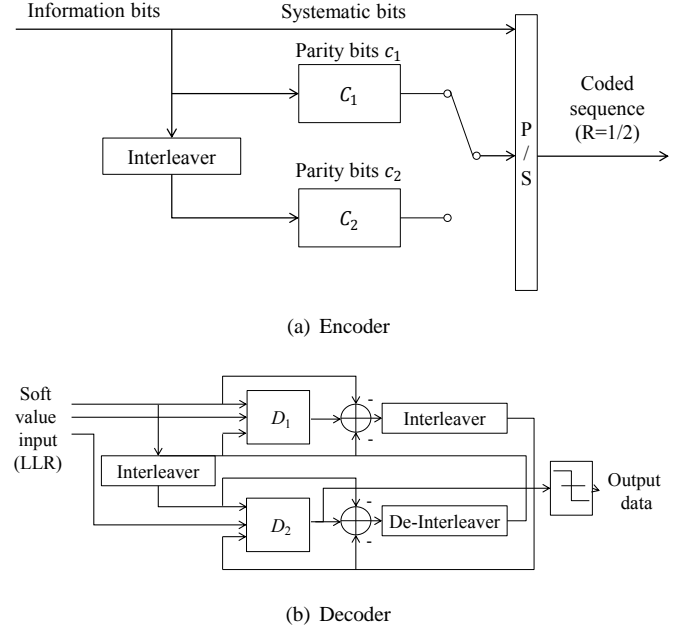 Information bits
Systematic bits
Parity bits c₁
C₁
Interleaver
Parity bits c₂
C₂
P
/
S
Coded
sequence
(R=1/2)
(a) Encoder
Soft
value
input
(LLR)
D₁
-
-
Interleaver
Interleaver
D₂
-
-
De-Interleaver
Output
data
(b) Decoder